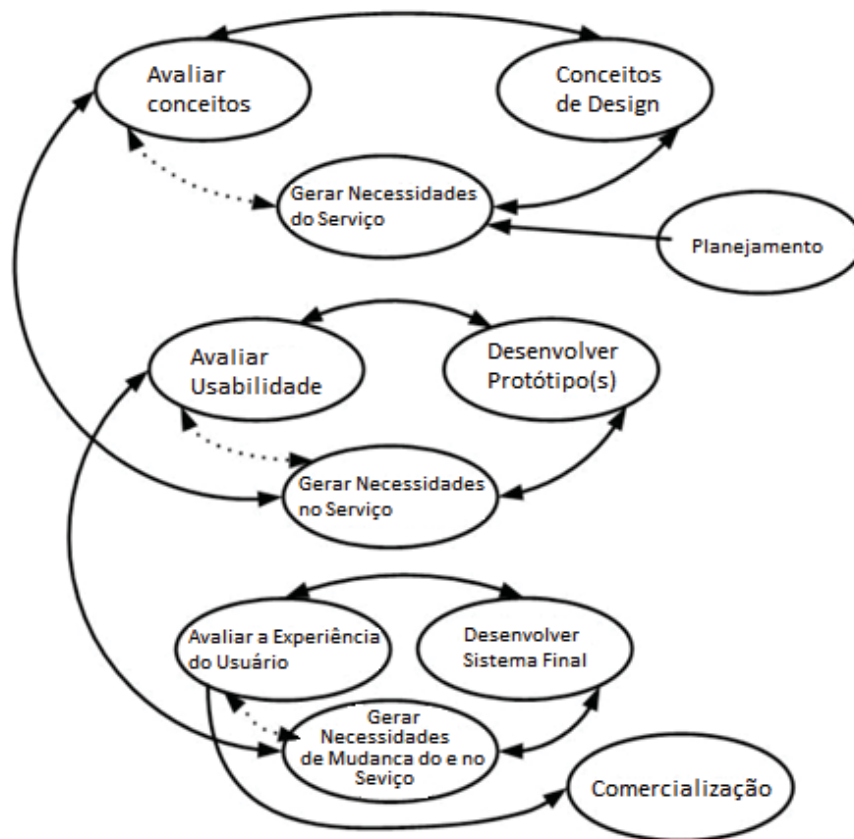 Avaliar
conceitos
Conceitos
de Design
Gerar Necessidades
do Serviço
Planejamento
Avaliar
Usabilidade
Desenvolver
Protótipo(s)
Gerar Necessidades
no Serviço
Avaliar a Experiência
do Usuário
Desenvolver
Sistema Final
Gerar
Necessidades
de Mudanca do e no
Seviço
Comercialização